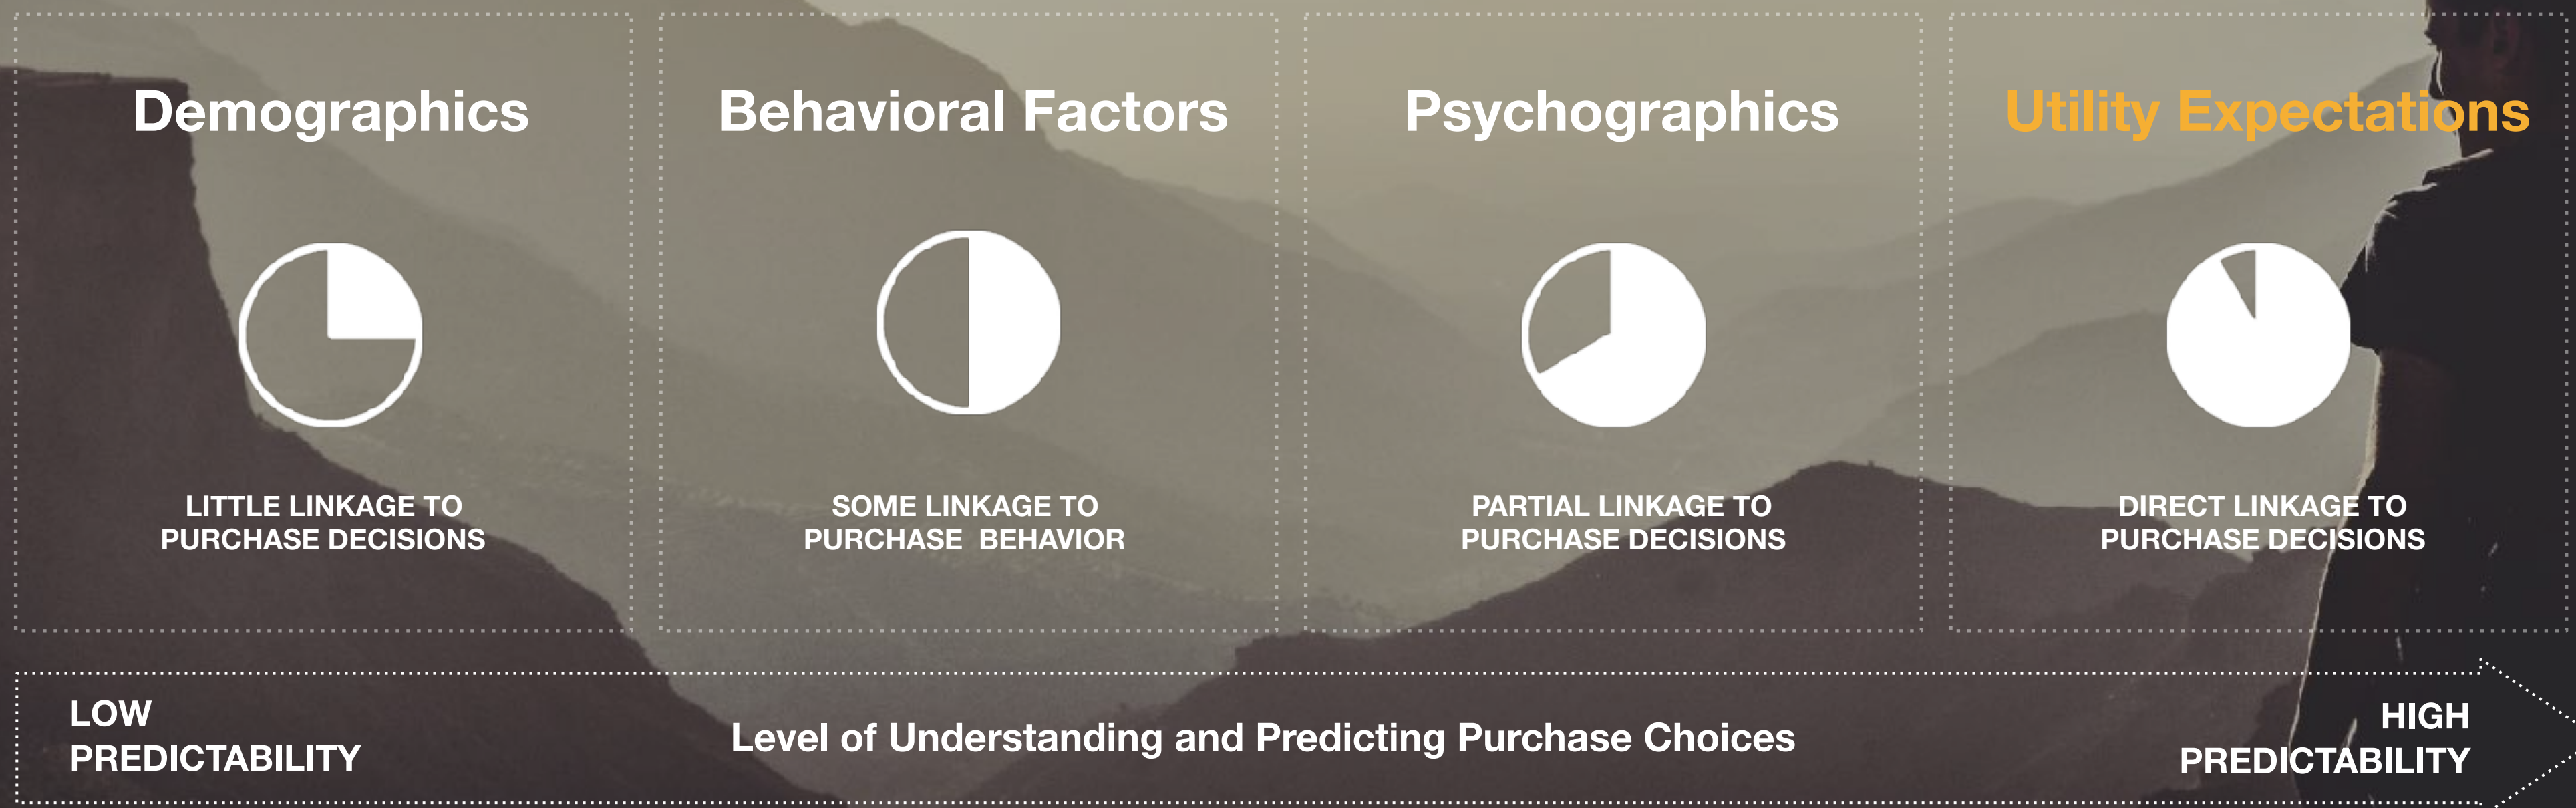 Demographics
LITTLE LINKAGE TO
PURCHASE DECISIONS
Behavioral Factors
SOME LINKAGE TO
PURCHASE  BEHAVIOR
Psychographics
PARTIAL LINKAGE TO
PURCHASE DECISIONS
Utility Expectations
DIRECT LINKAGE TO
PURCHASE DECISIONS
LOW
PREDICTABILITY
Level of Understanding and Predicting Purchase Choices
HIGH
PREDICTABILITY